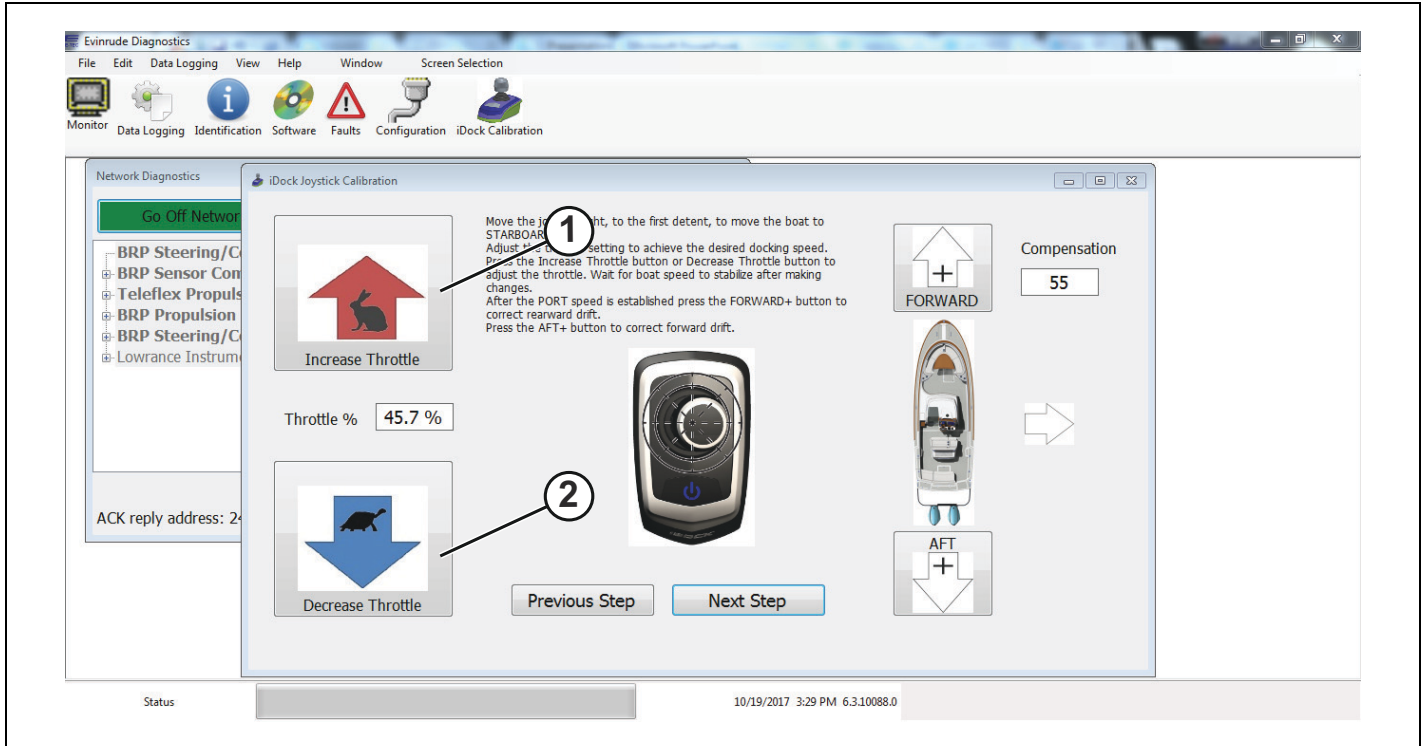 Evinrude Diagnostics
File Edit Data Logging View Help Window Screen Selection
Monitor Data Logging Identification Software Faults Configuration iDock Calibration
Network Diagnostics
Go Off Networ
BRP Steering/C
BRP Sensor Con
Teleflex Propuls
BRP Propulsion
BRP Steering/C
Lowrance Instrume
ACK reply address: 24
iDock Joystick Calibration
Increase Throttle
Throttle % 45.7 %
Decrease Throttle
Move the ht, to the first detent, to move the boat to
STARBOAR
Adjust the setting to achieve the desired docking speed.
Press the Increase Throttle button or Decrease Throttle button to
adjust the throttle. Wait for boat speed to stabilize after making
changes.
After the PORT speed is established press the FORWARD+ button to
correct rearward drift.
Press the AFT+ button to correct forward drift.
1
2
Previous Step Next Step
+
FORWARD
Compensation
55
AFT
+
Status
10/19/2017 3:29 PM 6.3.10088.0